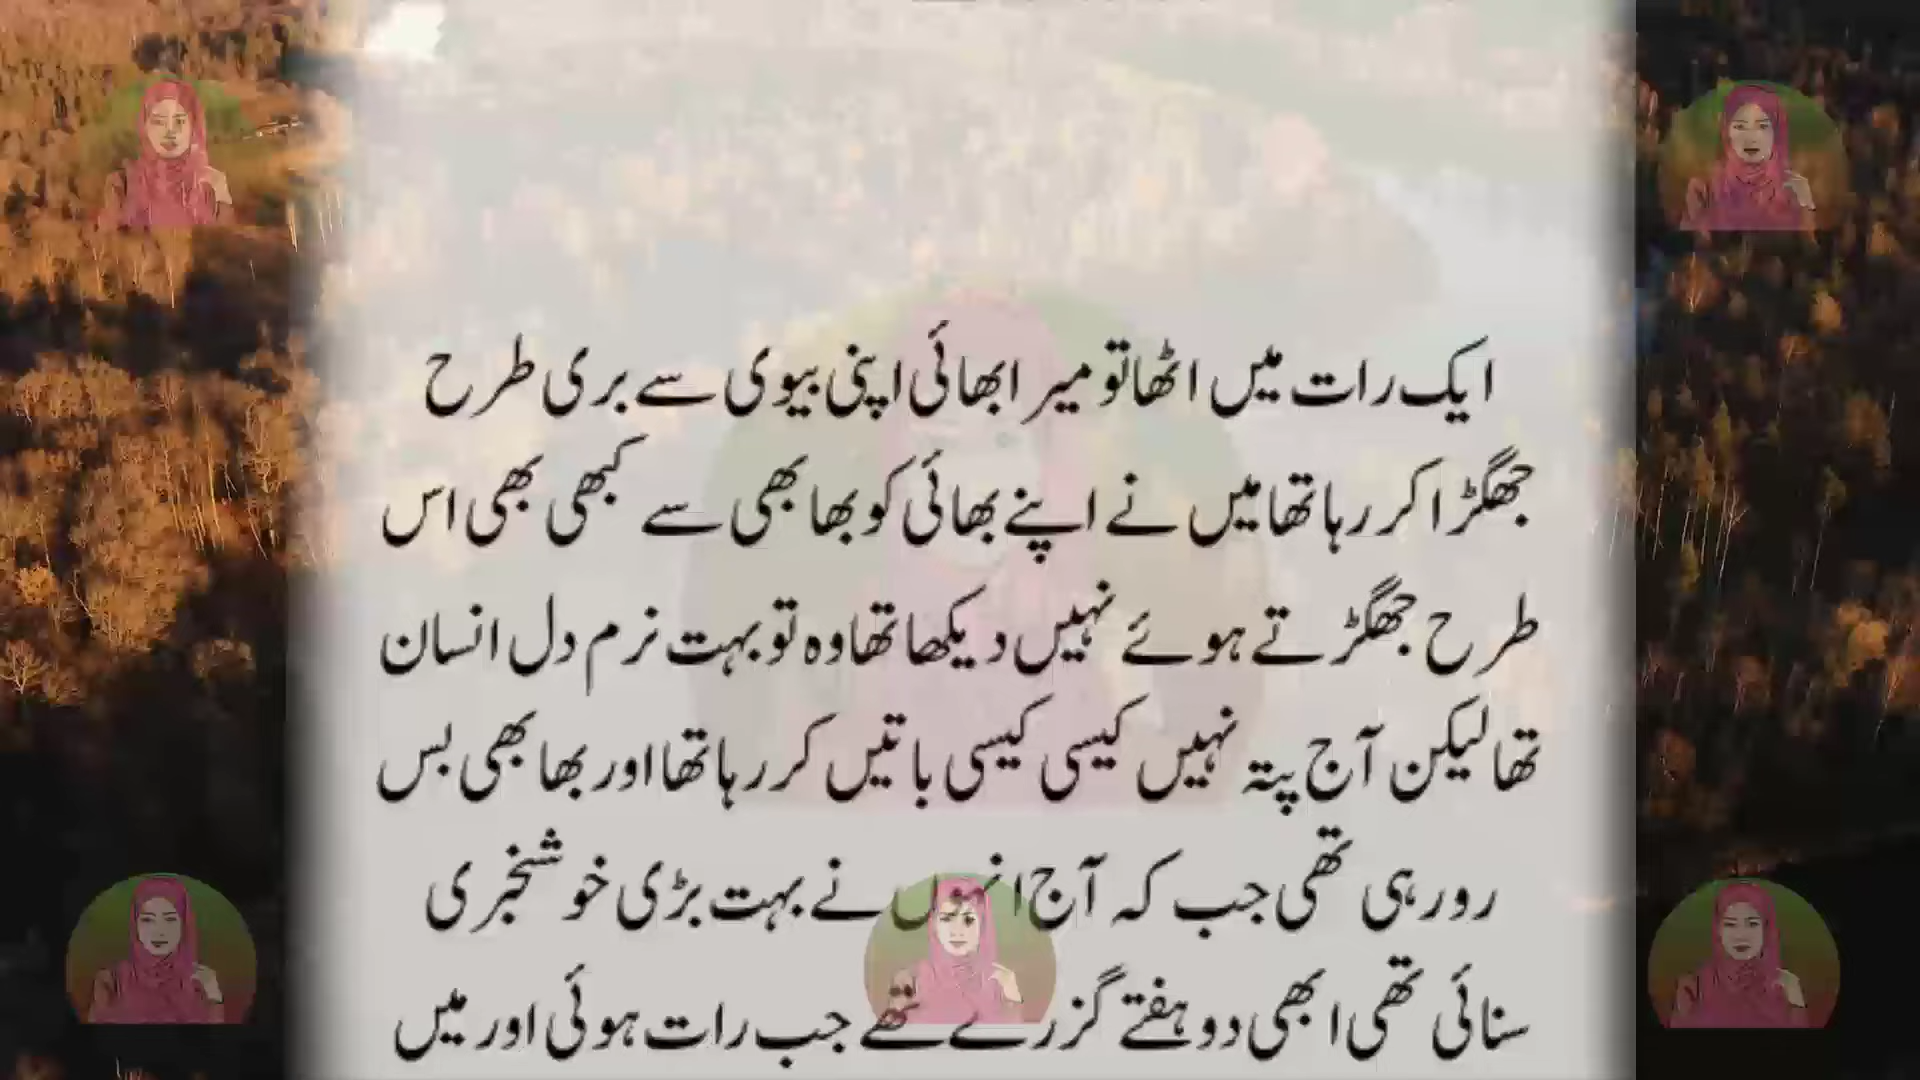 ایک رات میں اٹھا تو میرا بھائی اپنی بیوی سے بری طرح
جھگڑا کر رہا تھا میں نے اپنے بھائی کو بھابھی سے کبھی بھی اس
طرح جھگڑتے ہوئے نہیں دیکھا تھا وہ تو بہت نرم دل انسان
تھا لیکن آج پتہ نہیں کیسی کیسی باتیں کر رہا تھا اور بھابھی بس
رو رہی تھی جب کہ آج انہوں نے بہت بڑی خوشخبری
سنائی تھی ابھی دو ہفتے گزرے تھے جب رات ہوئی اور میں